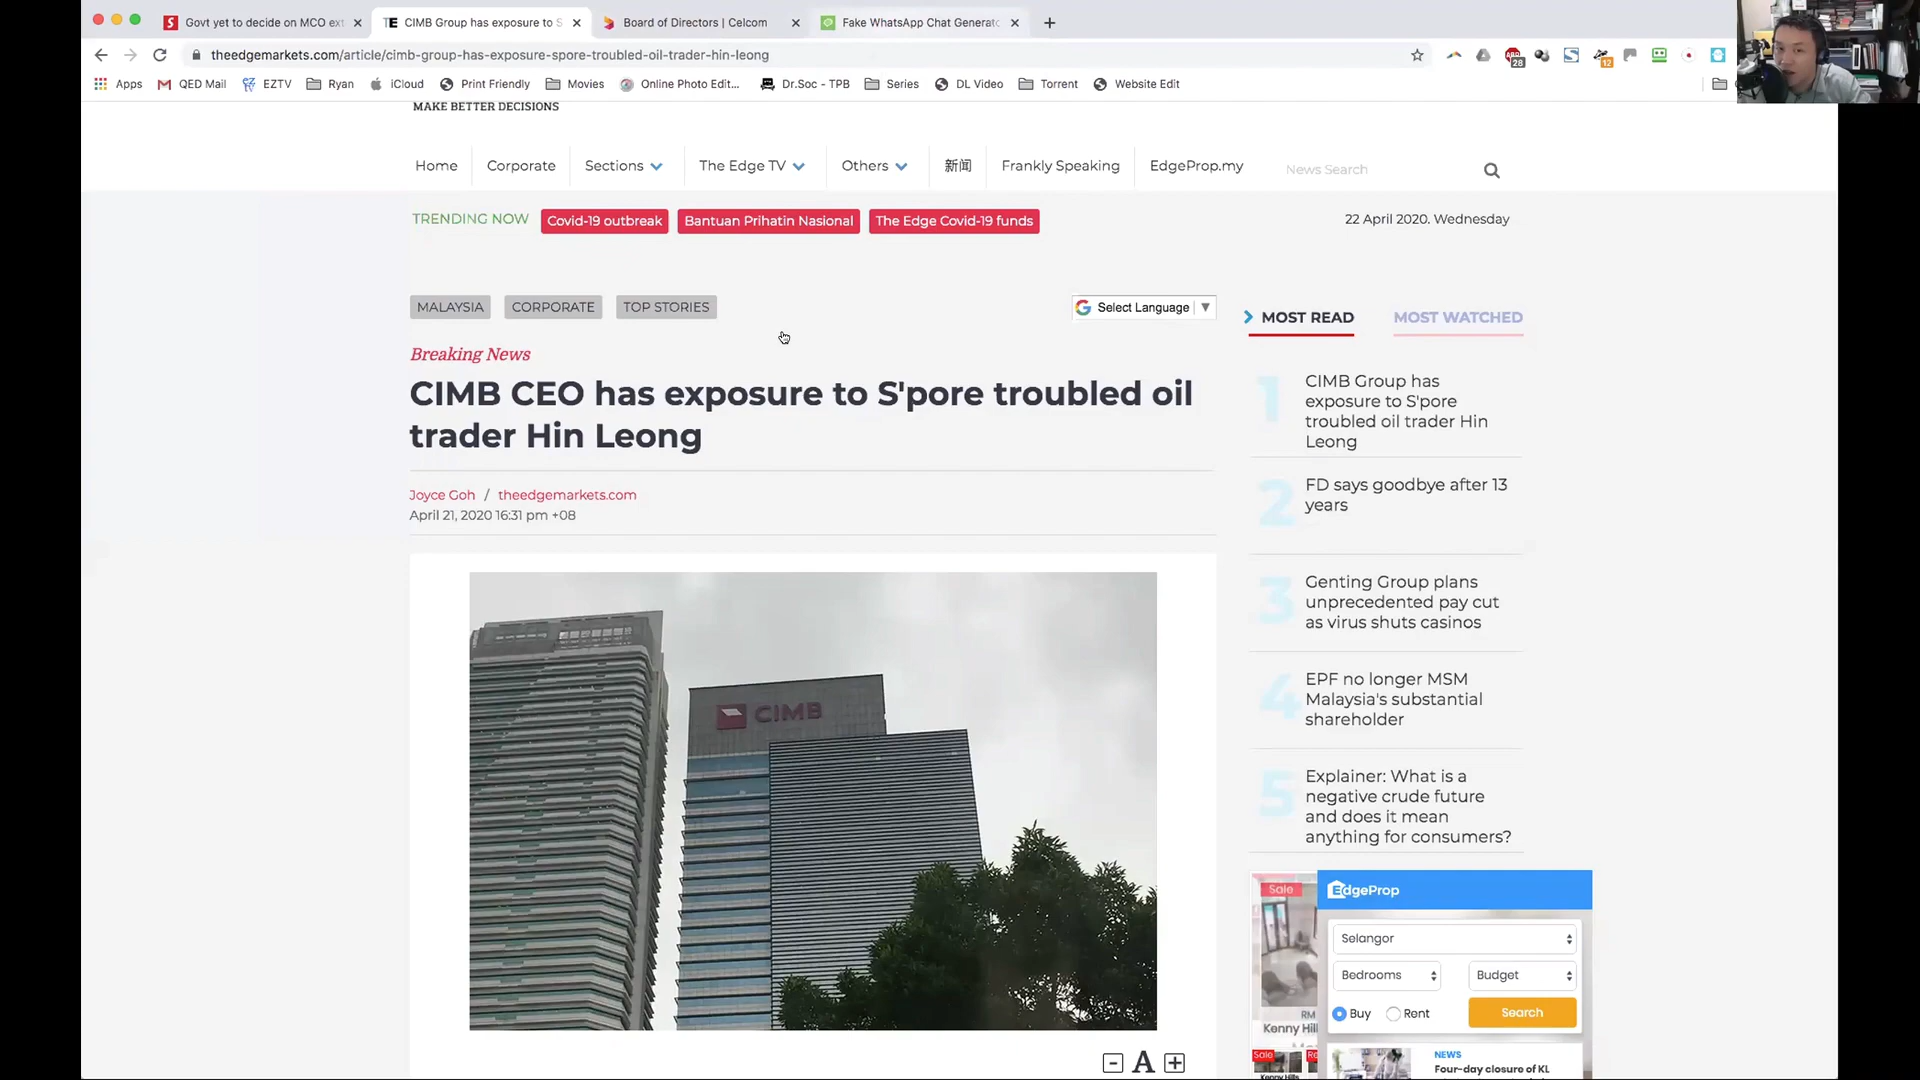 Govt yet to decide on MCO ext
CIMB Group has exposure to S
Board of Directors | Celcom
Fake WhatsApp Chat Generato
theedgemarkets.com/article/cimb-group-has-exposure-spore-troubled-oil-trader-hin-leong
28
12
Apps
QED Mail
EZTV
Ryan
iCloud
Print Friendly
Movies
Online Photo Edit...
Dr.Soc - TPB
Series
DL Video
Torrent
Website Edit
MAKE BETTER DECISIONS
Home
Corporate
Sections
The Edge TV
Others
新闻
Frankly Speaking
EdgeProp.my
News Search
TRENDING NOW
Covid-19 outbreak
Bantuan Prihatin Nasional
The Edge Covid-19 funds
22 April 2020. Wednesday
MALAYSIA
CORPORATE
TOP STORIES
Select Language
Breaking News
CIMB CEO has exposure to S'pore troubled oil
trader Hin Leong
Joyce Goh / theedgemarkets.com
April 21, 2020 16:31 pm +08
CIMB
- A +
MOST READ
MOST WATCHED
1
CIMB Group has
exposure to S'pore
troubled oil trader Hin
Leong
2
FD says goodbye after 13
years
3
Genting Group plans
unprecedented pay cut
as virus shuts casinos
4
EPF no longer MSM
Malaysia's substantial
shareholder
5
Explainer: What is a
negative crude future
and does it mean
anything for consumers?
Sale
EdgeProp
Selangor
Bedrooms
Budget
Buy
Rent
Search
RM
Kenny Hil
Sale
NEWS
Four-day closure of KL